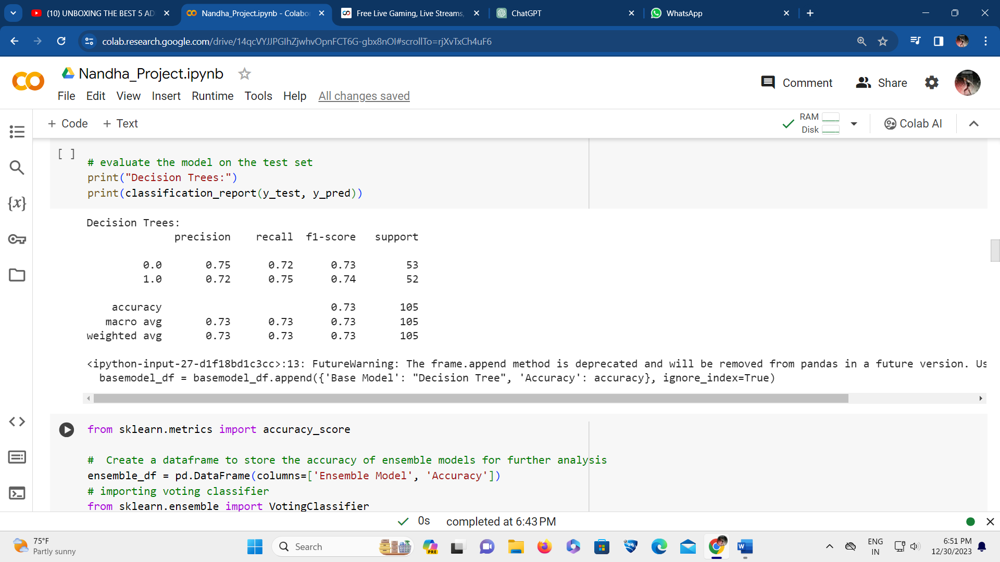 (10) UNBOXING THE BEST 5 AD
Nandha_Project.ipynb - Colabor
Free Live Gaming, Live Streams,
ChatGPT
WhatsApp
colab.research.google.com/drive/14qcVYJJPGIhZjwhvOpnFCT6G-gbx8nOI#scrollTo=rjXvTxCh4uF6
Nandha_Project.ipynb
Comment
Share
File Edit View Insert Runtime Tools Help All changes saved
+ Code + Text
RAM
Disk
Colab AI
{x}
[ ]
# evaluate the model on the test set
print("Decision Trees:")
print(classification_report(y_test, y_pred))
Decision Trees:
precision recall f1-score support
0.0 0.75 0.72 0.73 53
1.0 0.72 0.75 0.74 52
accuracy 0.73 105
macro avg 0.73 0.73 0.73 105
weighted avg 0.73 0.73 0.73 105
<ipython-input-27-d1f18bd1c3cc>:13: FutureWarning: The frame.append method is deprecated and will be removed from pandas in a future version. Us
basemodel_df = basemodel_df.append({'Base Model': "Decision Tree", 'Accuracy': accuracy}, ignore_index=True)
from sklearn.metrics import accuracy_score
#  Create a dataframe to store the accuracy of ensemble models for further analysis
ensemble_df = pd.DataFrame(columns=['Ensemble Model', 'Accuracy'])
# importing voting classifier
from sklearn.ensemble import VotingClassifier
0s completed at 6:43 PM
75°F
Partly sunny
Search
PRE
ENG
IN
6:51 PM
12/30/2023